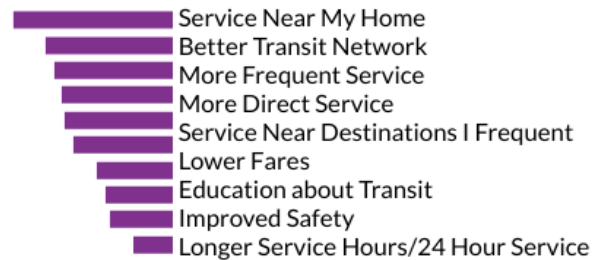 Service Near My Home
Better Transit Network
More Frequent Service
More Direct Service
Service Near Destinations I Frequent
Lower Fares
Education about Transit
Improved Safety
Longer Service Hours/24 Hour Service